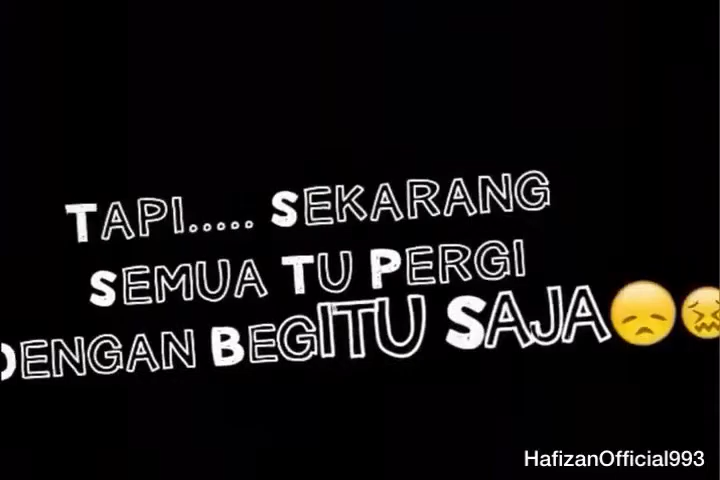 Tapi..... Sekarang
Semua Tu Pergi
Dengan Begitu Saja😞😖
HafizanOfficial993